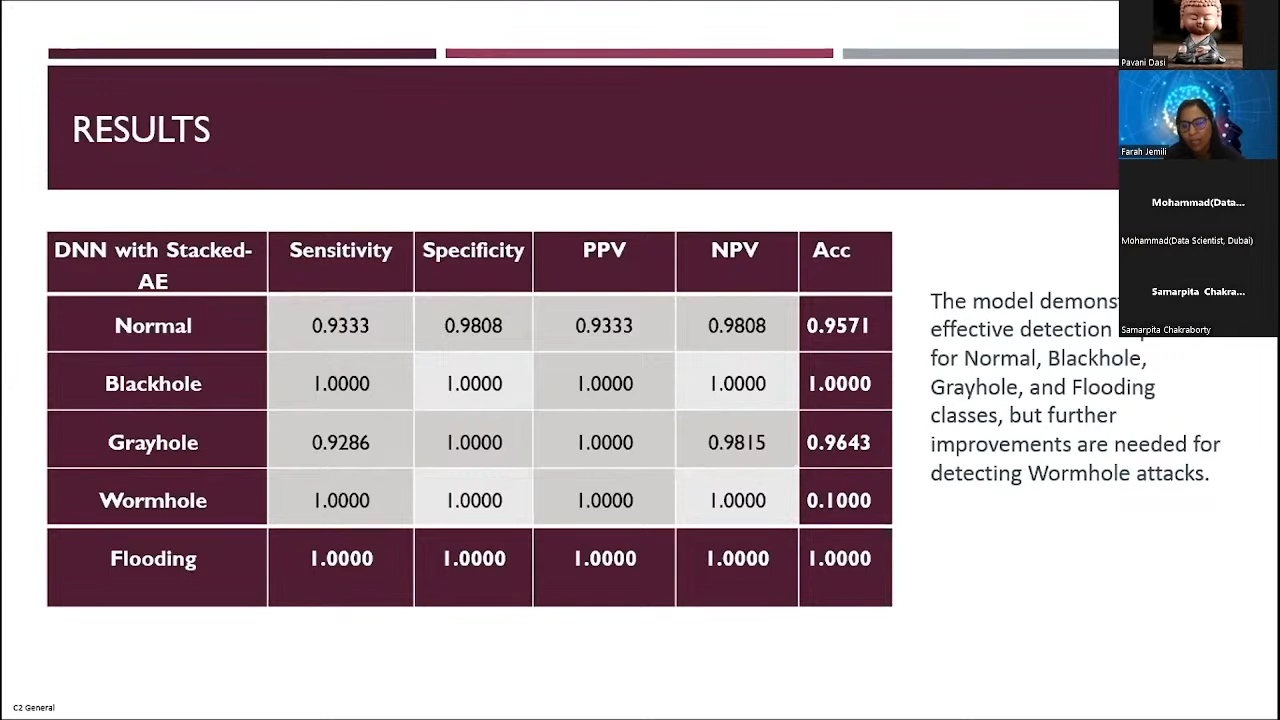 RESULTS
DNN with Stacked-AE Sensitivity Specificity PPV NPV Acc
Normal 0.9333 0.9808 0.9333 0.9808 0.9571
Blackhole 1.0000 1.0000 1.0000 1.0000 1.0000
Grayhole 0.9286 1.0000 1.0000 0.9815 0.9643
Wormhole 1.0000 1.0000 1.0000 1.0000 0.1000
Flooding 1.0000 1.0000 1.0000 1.0000 1.0000
The model
effective detection
for Normal, Blackhole,
Grayhole, and Flooding
classes, but further
improvements are needed for
detecting Wormhole attacks.
Pavani Dasi
Farah Jemili
Mohammad(Data...
Mohammad(Data Scientist, Dubai)
Samarpita Chakra...
Samarpita Chakraborty
C2 General